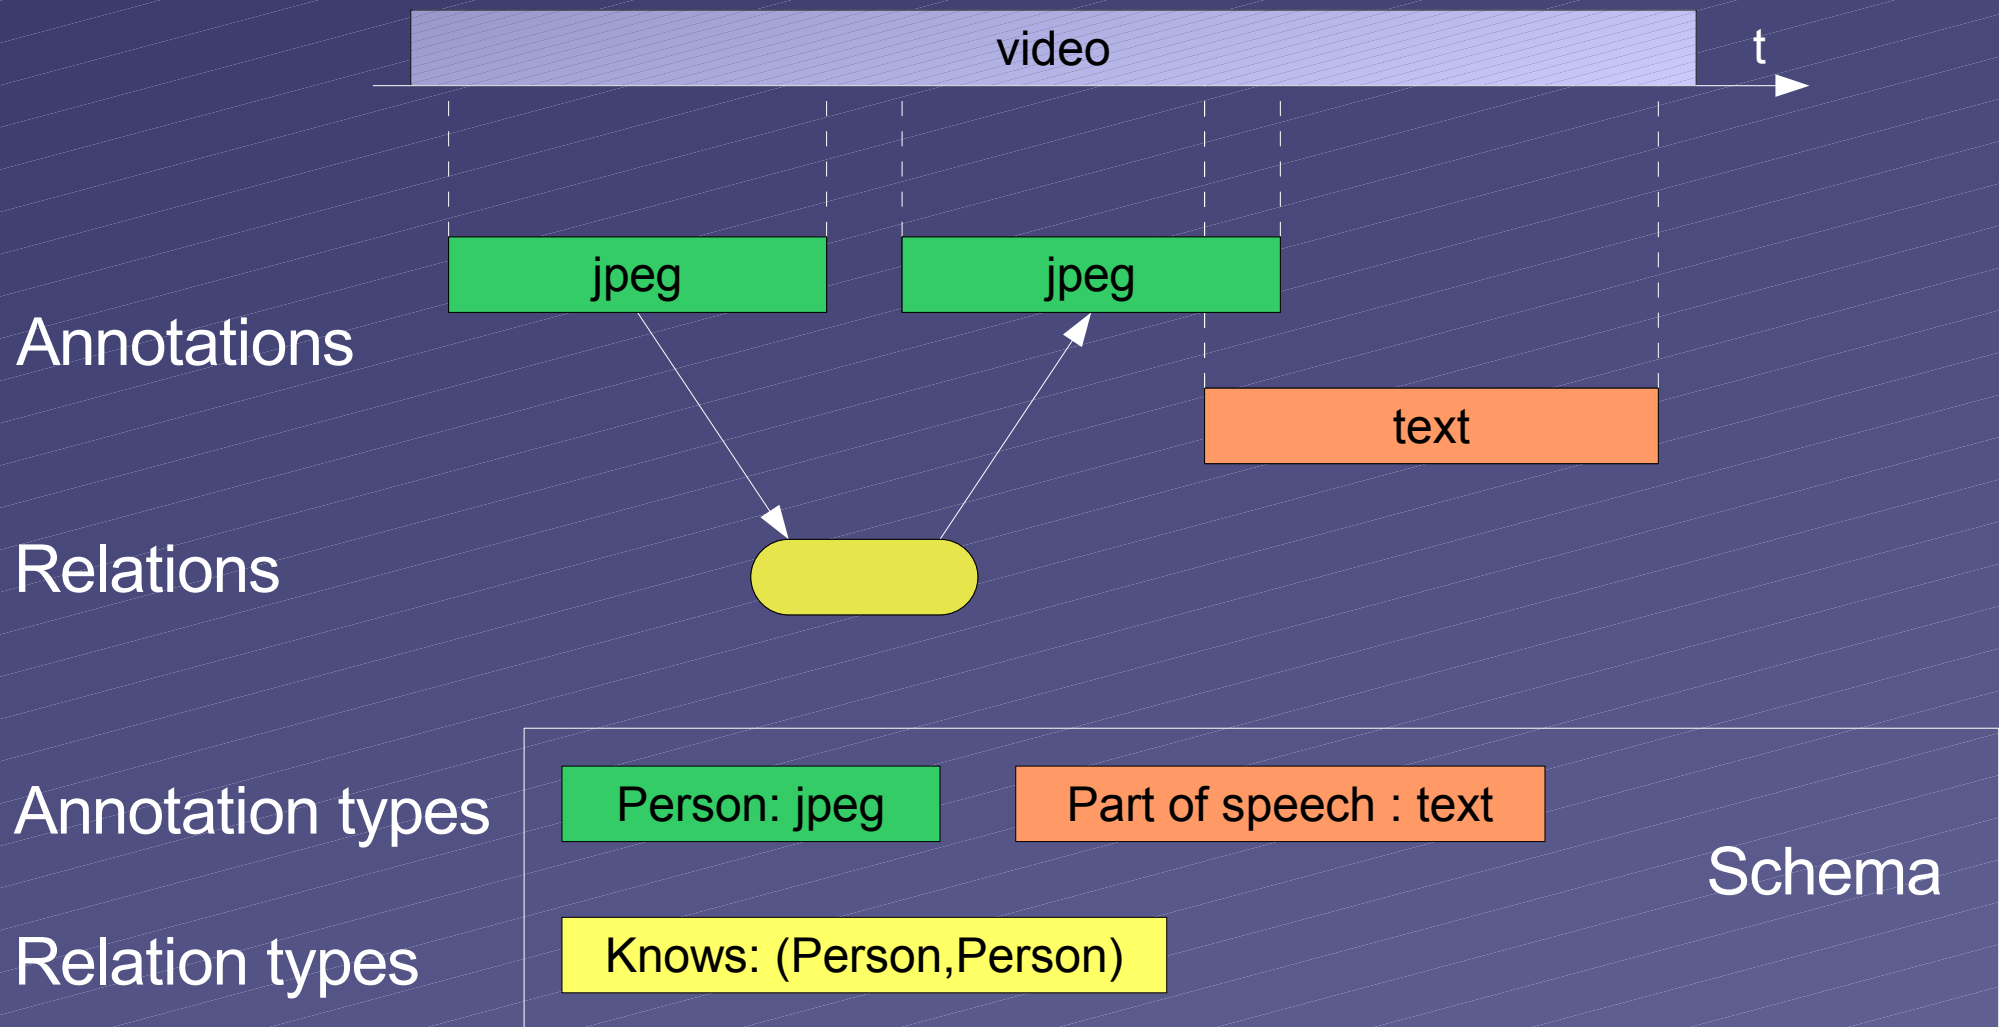 video
t
jpeg
jpeg
Annotations
text
Relations
Annotation types
Person: jpeg
Part of speech : text
Schema
Relation types
Knows: (Person,Person)